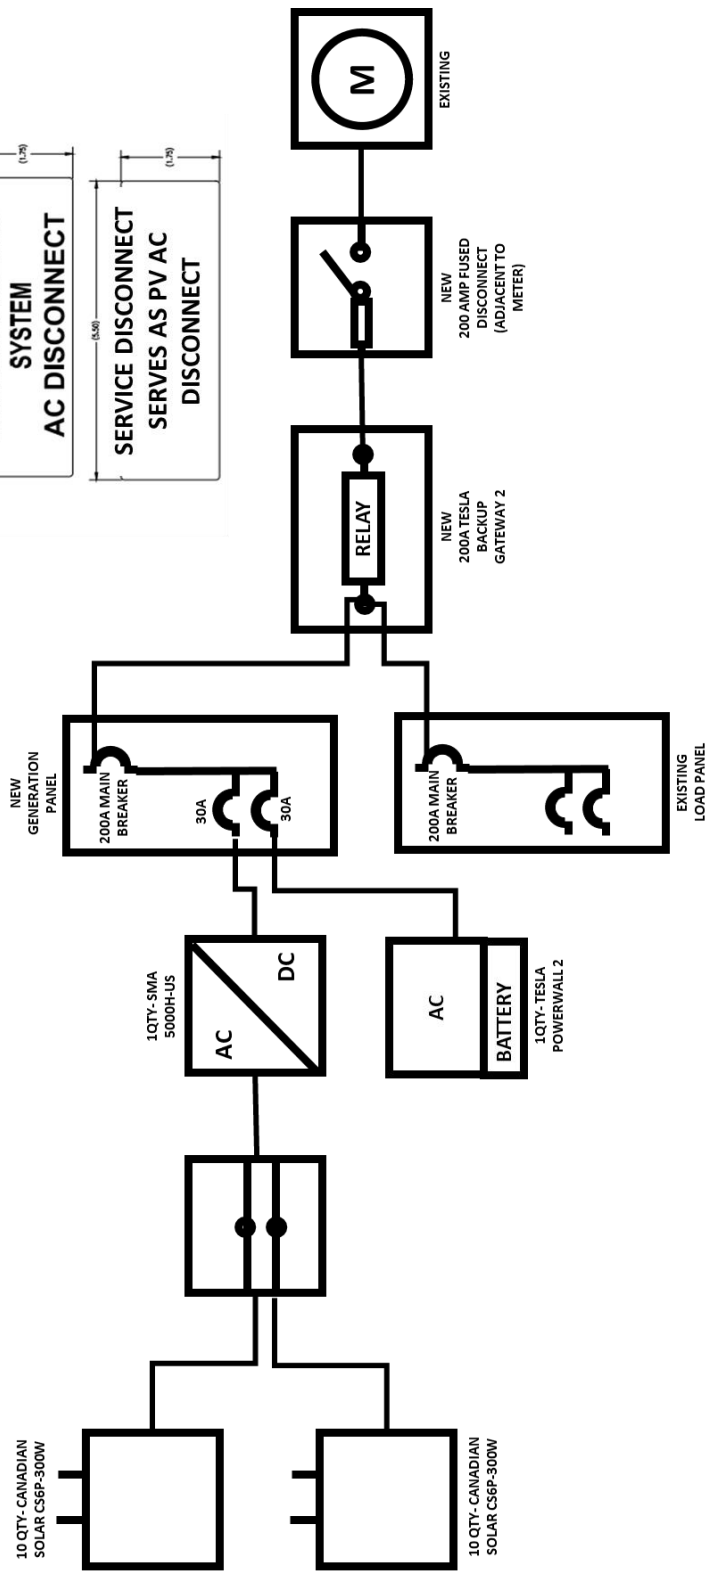 SYSTEM
AC DISCONNECT
(1.75)
(5.50)
SERVICE DISCONNECT
SERVES AS PV AC
DISCONNECT
(1.75)
10 QTY- CANADIAN
SOLAR CS6P-300W
10 QTY- CANADIAN
SOLAR CS6P-300W
1QTY- SMA
5000H-US
AC
DC
AC
BATTERY
1QTY- TESLA
POWERWALL 2
NEW
GENERATION
PANEL
200A MAIN
BREAKER
30A
30A
200A MAIN
BREAKER
EXISTING
LOAD PANEL
RELAY
NEW
200A TESLA
BACKUP
GATEWAY 2
NEW
200 AMP FUSED
DISCONNECT
(ADJACENT TO
METER)
M
EXISTING